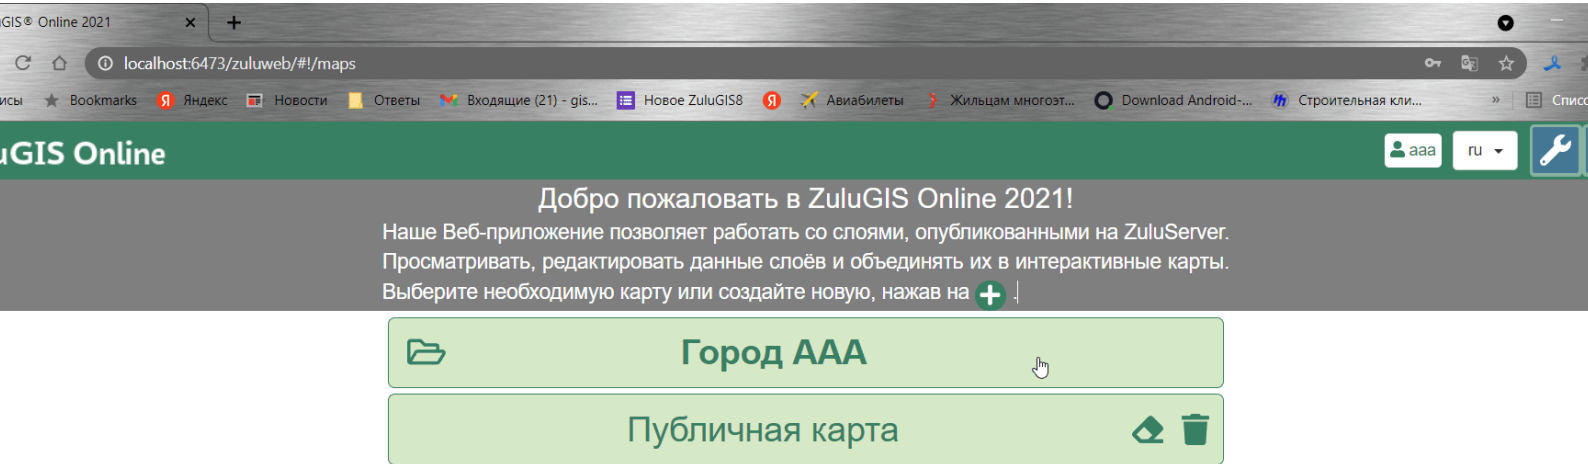 GIS® Online 2021
localhost:6473/zuluweb/#!/maps
Bookmarks Яндекс Новости Ответы Входящие (21) - gis... Новое ZuluGIS8 Авиабилеты Жильцам многоэт... Download Android-... Строительная кли... »
uGIS Online aaa ru
Добро пожаловать в ZuluGIS Online 2021!
Наше Веб-приложение позволяет работать со слоями, опубликованными на ZuluServer.
Просматривать, редактировать данные слоёв и объединять их в интерактивные карты.
Выберите необходимую карту или создайте новую, нажав на .
Город ААА
Публичная карта